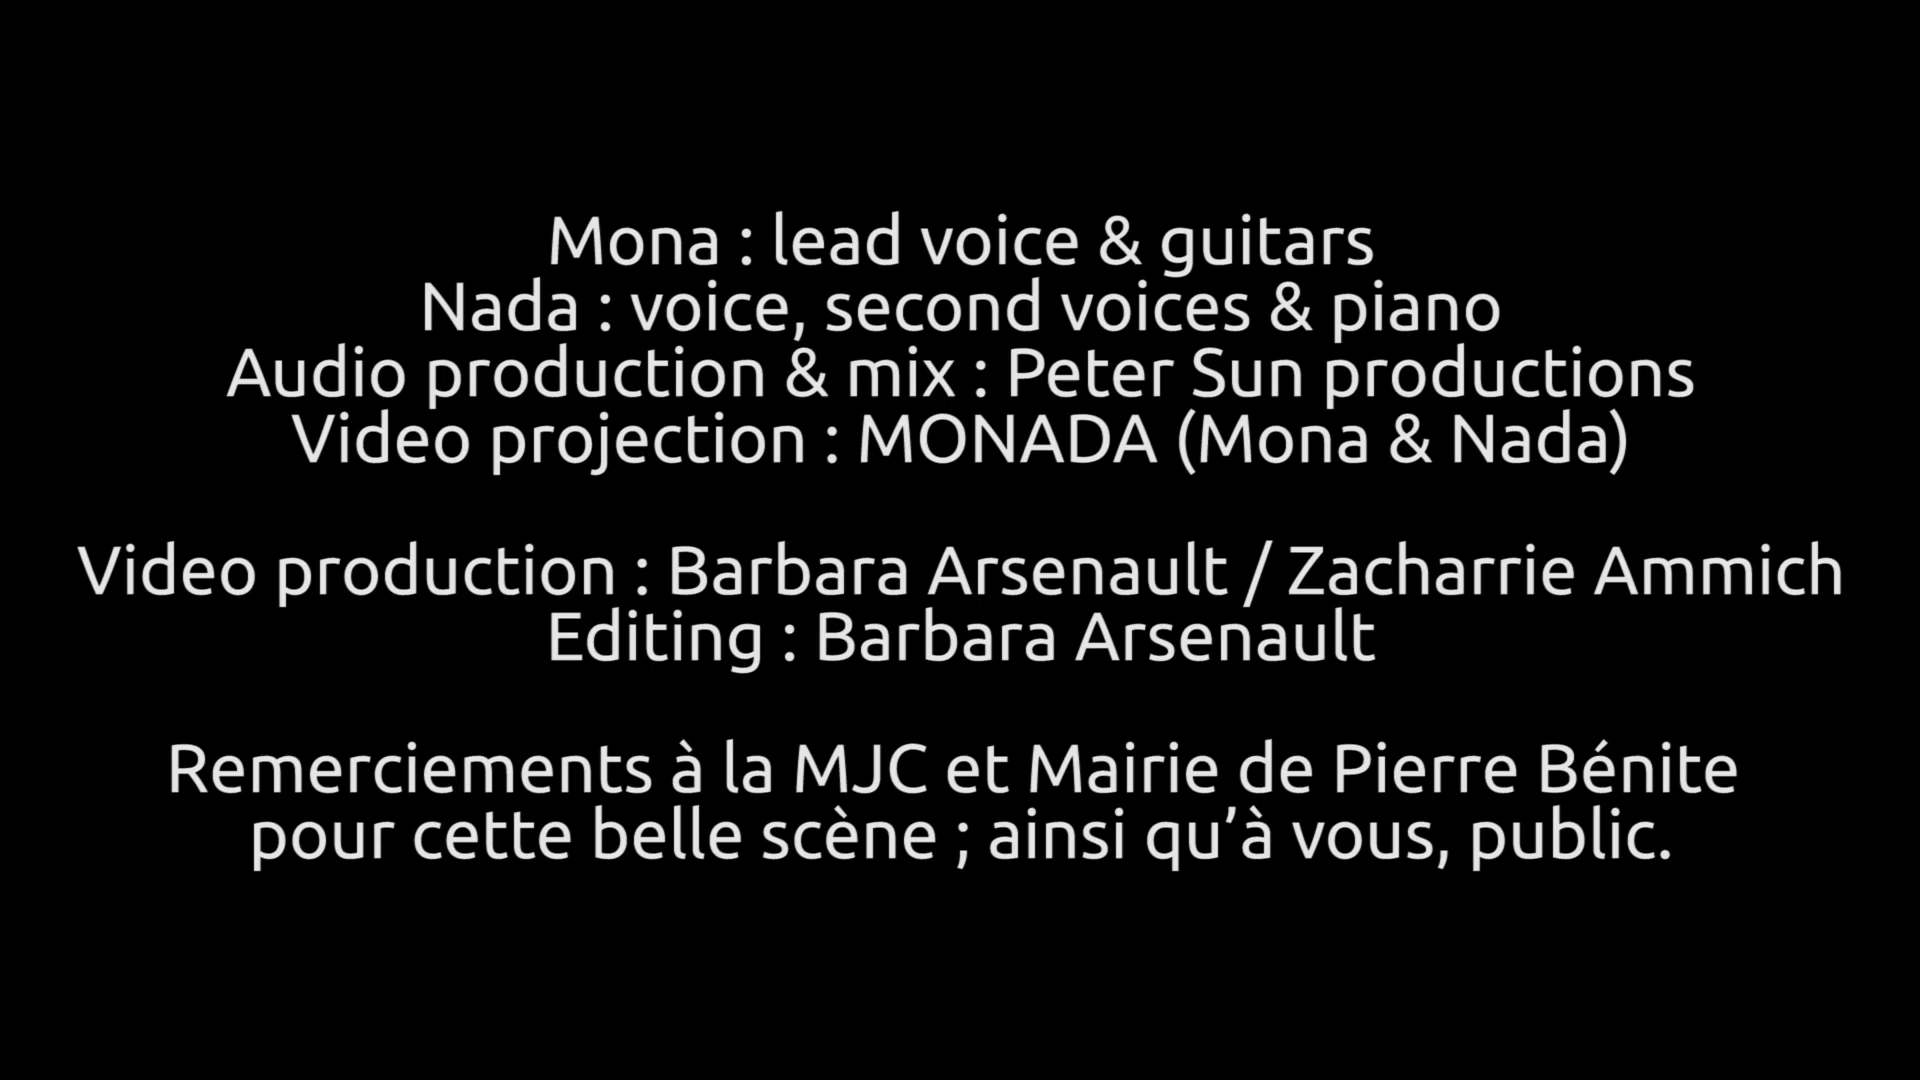 Mona : lead voice & guitars
Nada : voice, second voices & piano
Audio production & mix : Peter Sun productions
Video projection : MONADA (Mona & Nada)
Video production : Barbara Arsenault / Zacharrie Ammich
Editing : Barbara Arsenault
Remerciements à la MJC et Mairie de Pierre Bénite
pour cette belle scène ; ainsi qu’à vous, public.